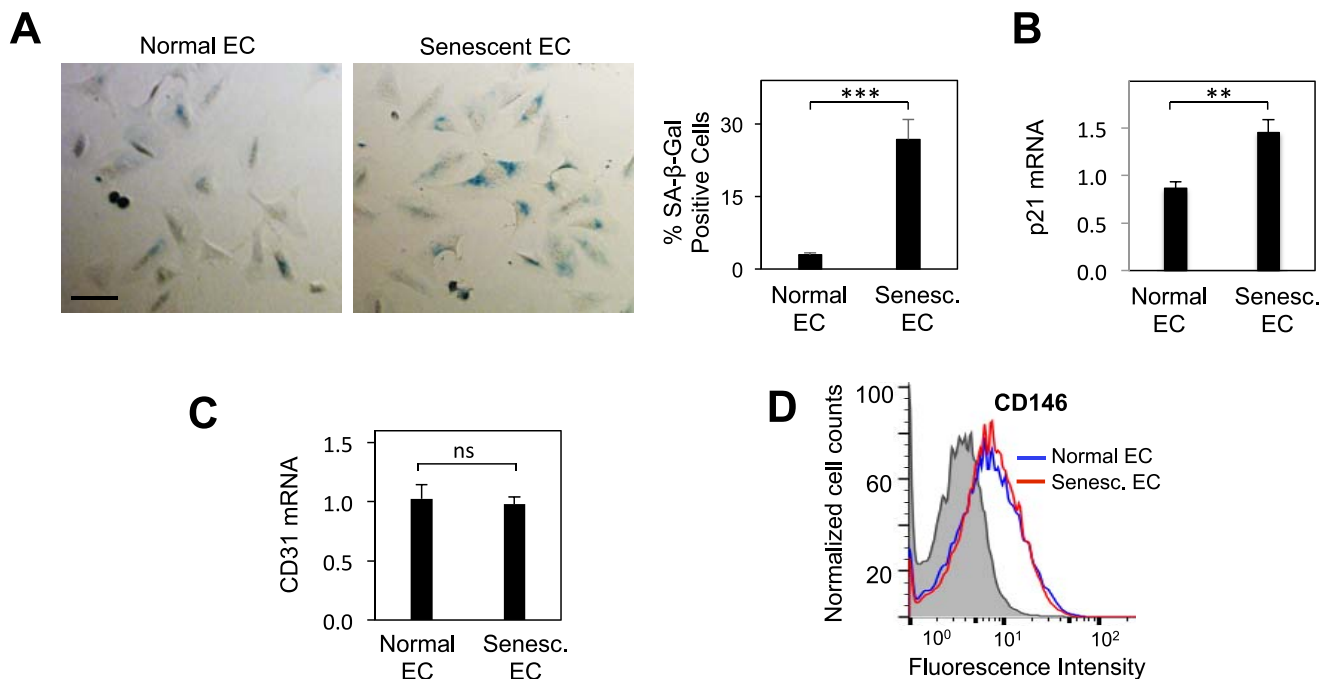 A
Normal EC
Senescent EC
% SA-β-Gal
Positive Cells
30
15
0
***
Normal
EC
Senesc.
EC
B
p21 mRNA
1.5
1.0
0.5
0.0
**
Normal
EC
Senesc.
EC
C
CD31 mRNA
1.5
1.0
0.5
0.0
ns
Normal
EC
Senesc.
EC
D
Normalized cell counts
100
60
20
CD146
Normal EC
Senesc. EC
10⁰
10¹
10²
Fluorescence Intensity